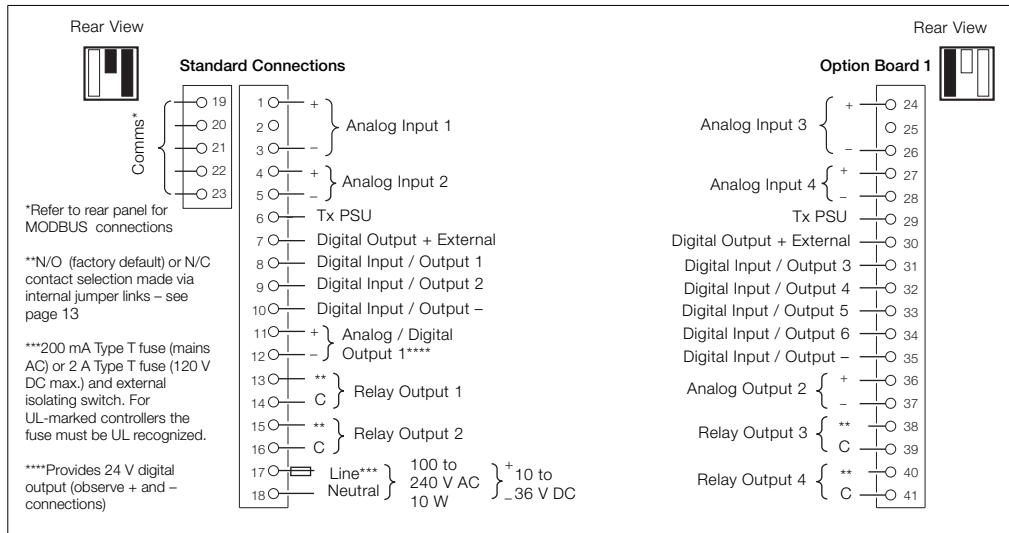 Rear View
Standard Connections
Comms*
19
20
21
22
23
*Refer to rear panel for
MODBUS connections
**N/O (factory default) or N/C
contact selection made via
internal jumper links – see
page 13
***200 mA Type T fuse (mains
AC) or 2 A Type T fuse (120 V
DC max.) and external
isolating switch. For
UL-marked controllers the
fuse must be UL recognized.
****Provides 24 V digital
output (observe + and –
connections)
1 + Analog Input 1
2
3 –
4 + Analog Input 2
5 –
6 Tx PSU
7 Digital Output + External
8 Digital Input / Output 1
9 Digital Input / Output 2
10 Digital Input / Output –
11 + Analog / Digital
12 – Output 1****
13 ** Relay Output 1
14 C
15 ** Relay Output 2
16 C
17 Line*** 100 to 240 V AC 10 W + 10 to
18 Neutral – 36 V DC
Rear View
Option Board 1
Analog Input 3 + 24
25
– 26
Analog Input 4 + 27
– 28
Tx PSU 29
Digital Output + External 30
Digital Input / Output 3 31
Digital Input / Output 4 32
Digital Input / Output 5 33
Digital Input / Output 6 34
Digital Input / Output – 35
Analog Output 2 + 36
– 37
Relay Output 3 ** 38
C 39
Relay Output 4 ** 40
C 41